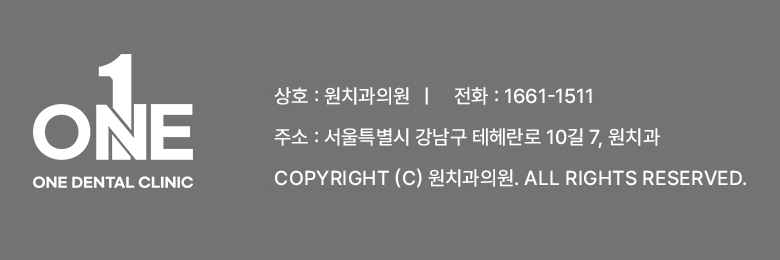 1
ONE
ONE DENTAL CLINIC
상호 : 원치과의원 | 전화 : 1661-1511
주소 : 서울특별시 강남구 테헤란로 10길 7, 원치과
COPYRIGHT (C) 원치과의원. ALL RIGHTS RESERVED.